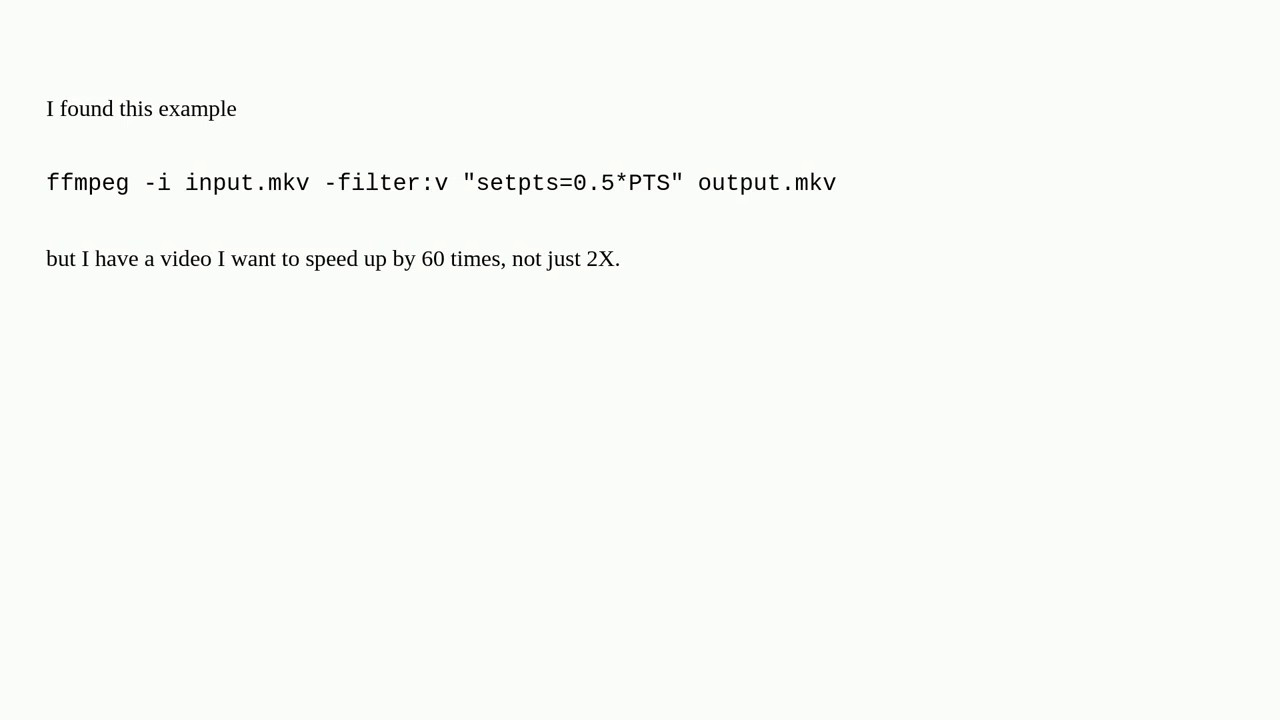 I found this example
ffmpeg -i input.mkv -filter:v "setpts=0.5*PTS" output.mkv
but I have a video I want to speed up by 60 times, not just 2X.